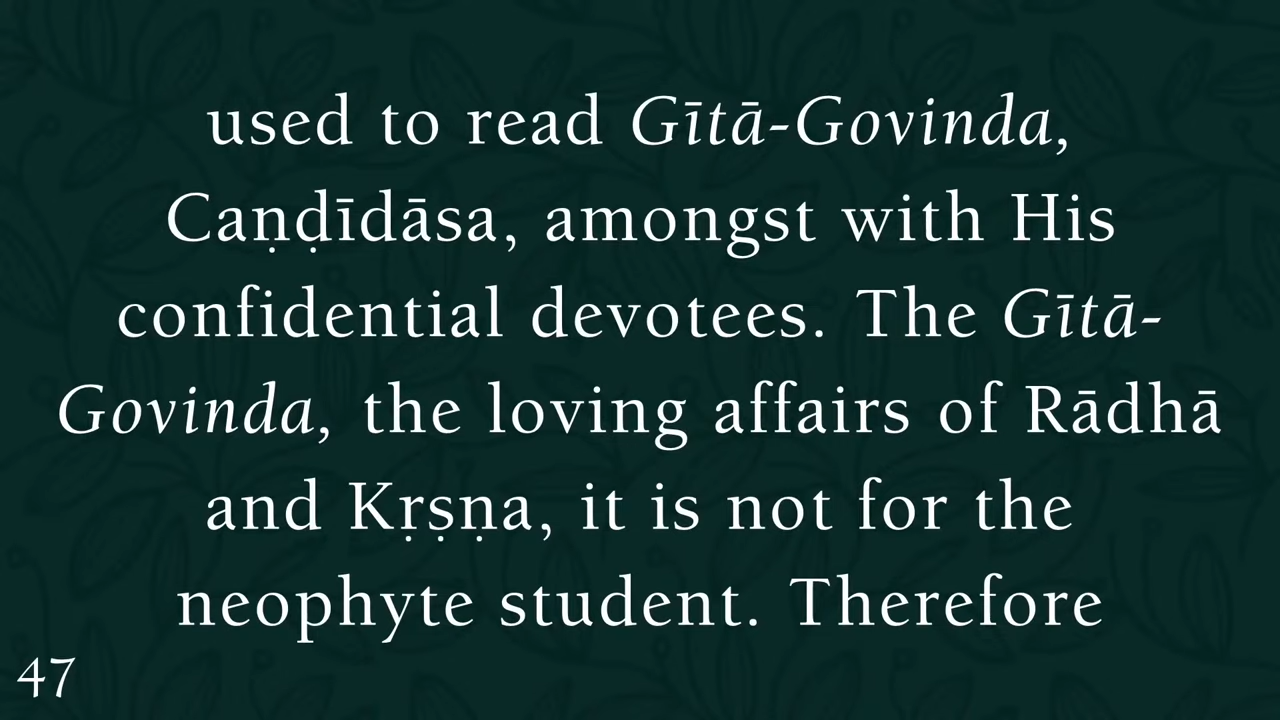 used to read Gītā-Govinda,
Caṇḍīdāsa, amongst with His
confidential devotees. The Gītā-
Govinda, the loving affairs of Rādhā
and Kṛṣṇa, it is not for the
neophyte student. Therefore
47